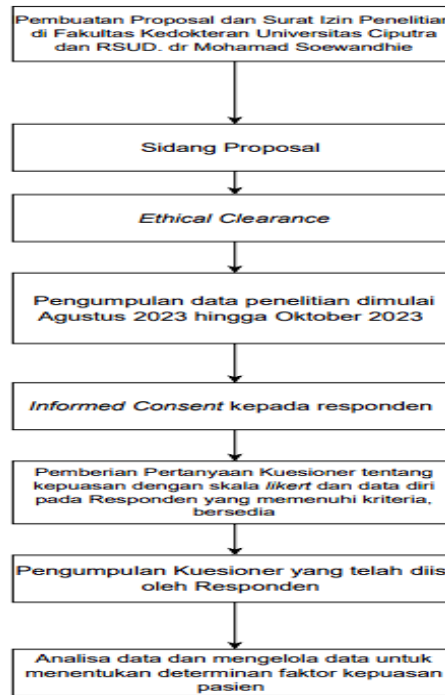 Pembuatan Proposal dan Surat Izin Penelitian
di Fakultas Kedokteran Universitas Ciputra
dan RSUD. dr Mohamad Soewandhie
Sidang Proposal
Ethical Clearance
Pengumpulan data penelitian dimulai
Agustus 2023 hingga Oktober 2023
Informed Consent kepada responden
Pemberian Pertanyaan Kuesioner tentang
kepuasan dengan skala likert dan data diri
pada Responden yang memenuhi kriteria,
bersedia
Pengumpulan Kuesioner yang telah diis
oleh Responden
Analisa data dan mengelola data untuk
menentukan determinan faktor kepuasan
pasien